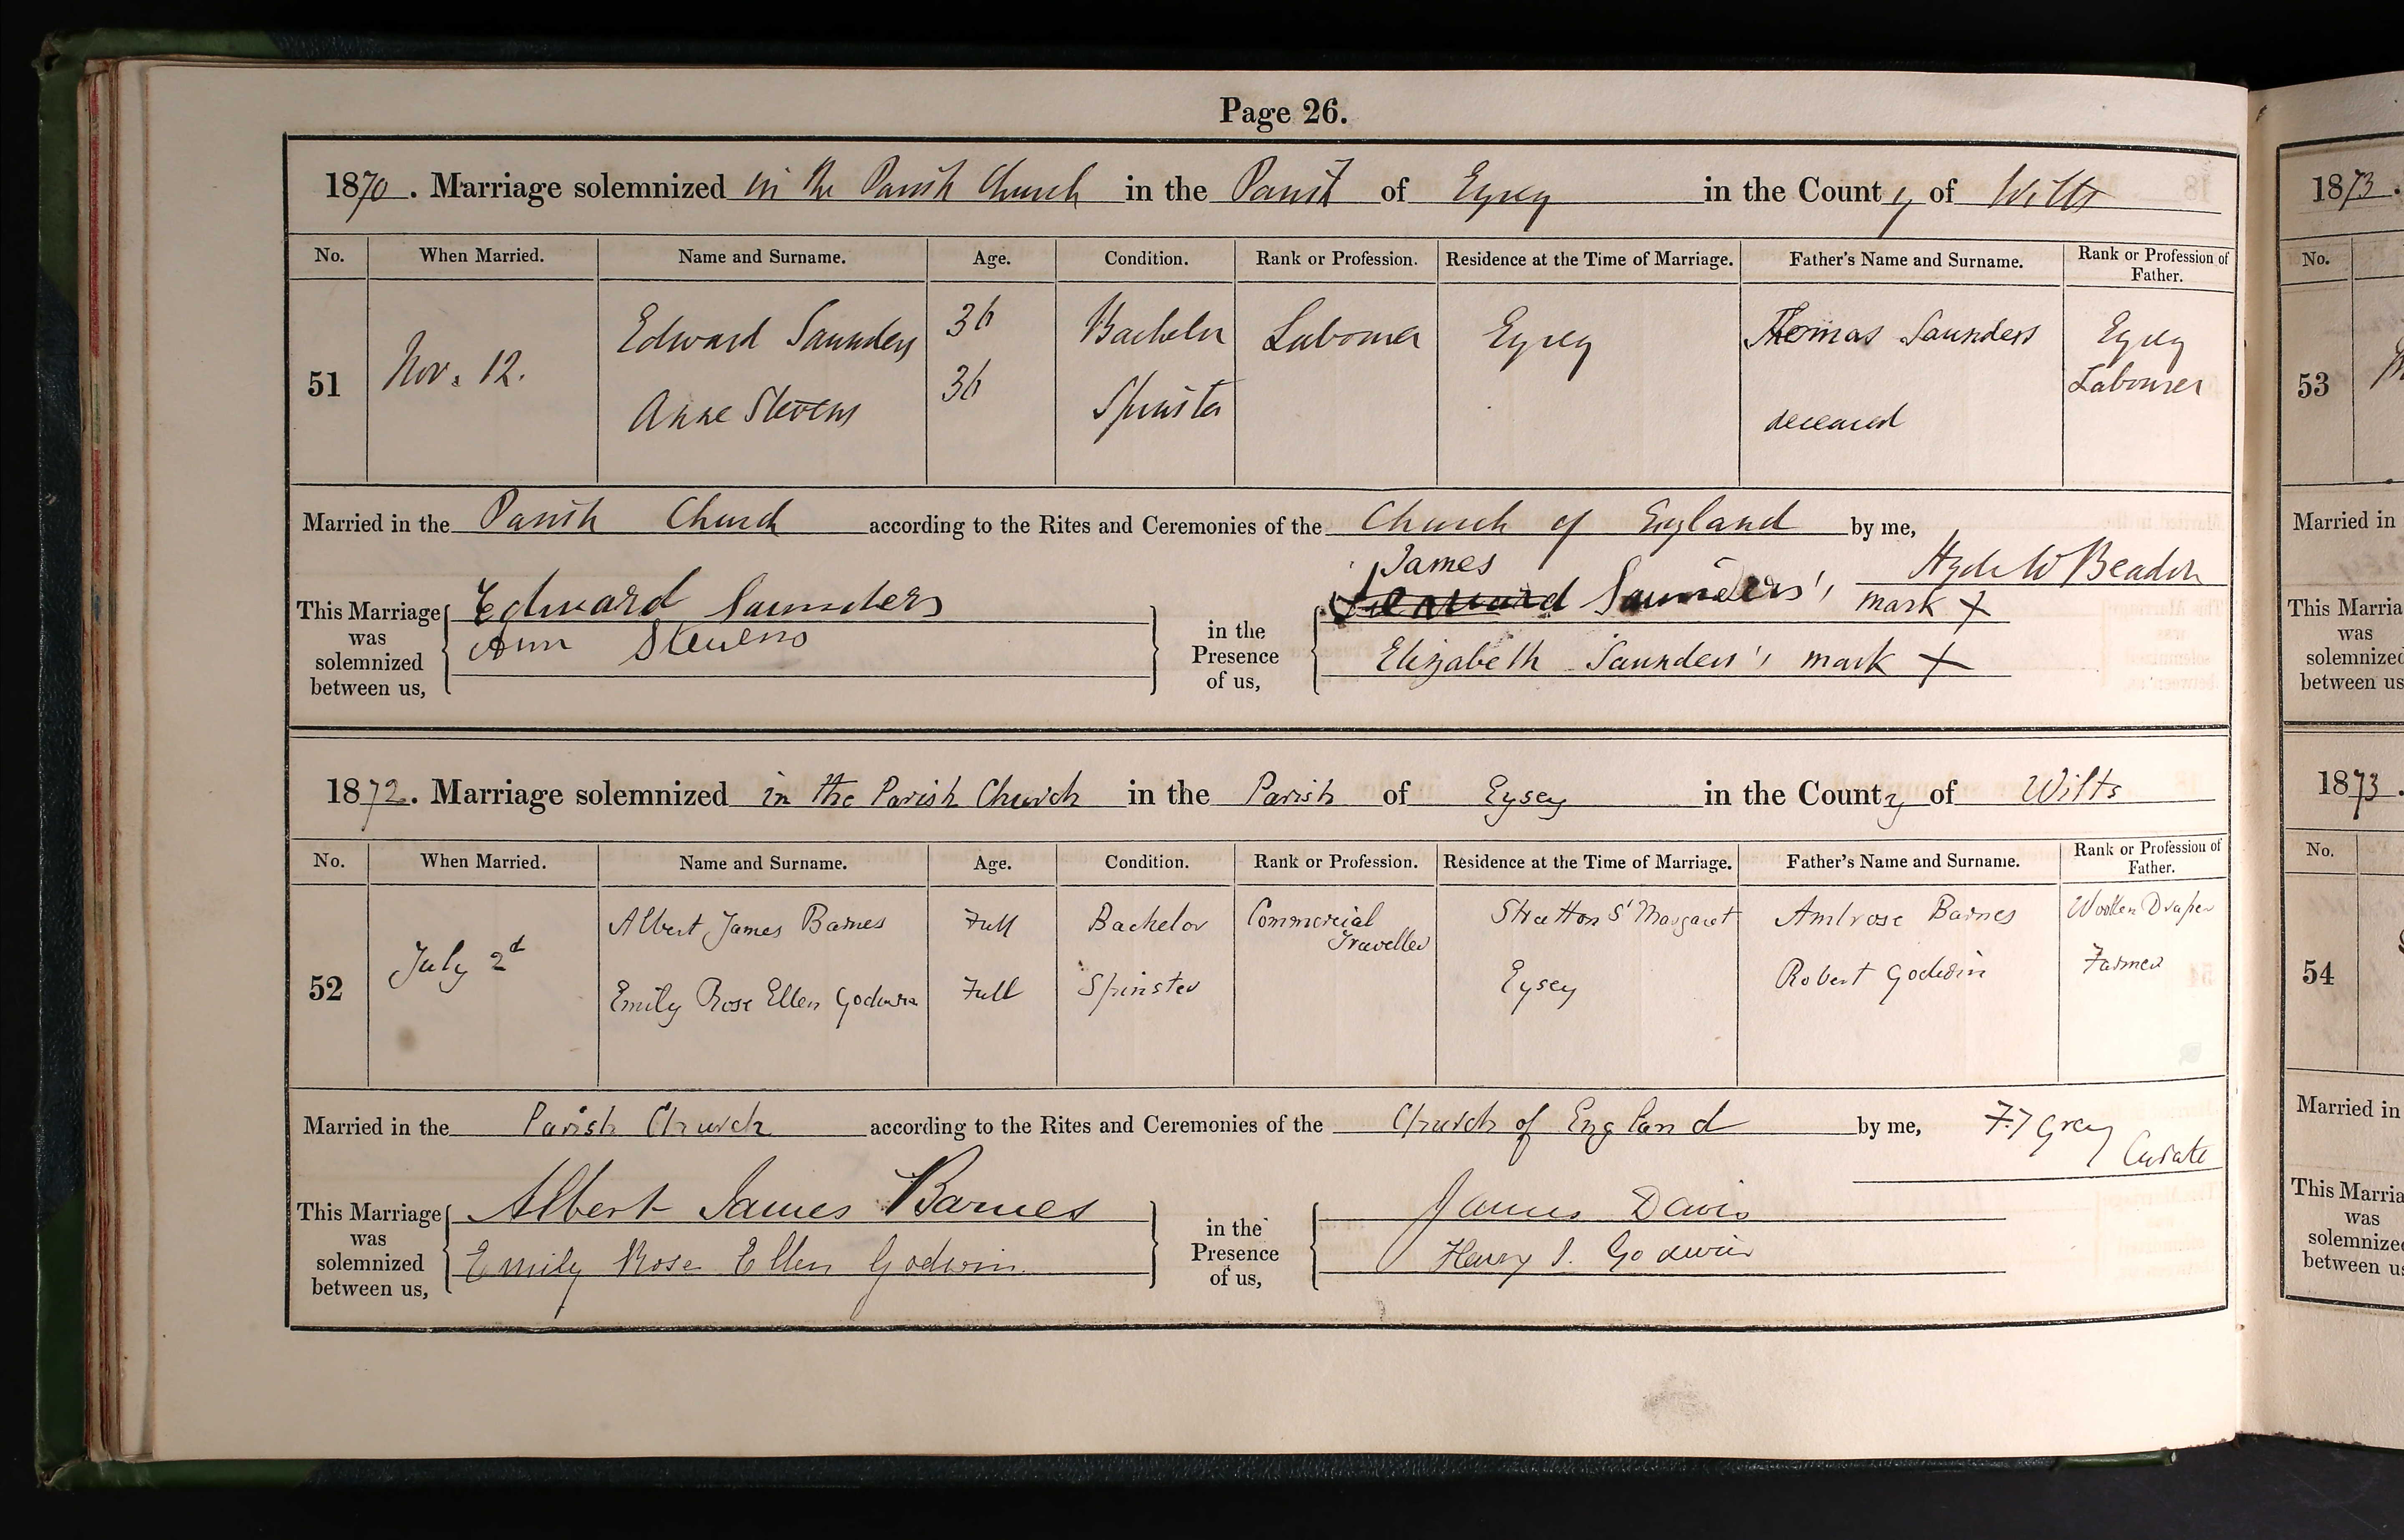 Page 26.
1870. Marriage solemnized in the Parish Church in the Parish of Eysey in the County of Wilts
No. When Married. Name and Surname. Age. Condition. Rank or Profession. Residence at the Time of Marriage. Father's Name and Surname. Rank or Profession of Father.
51 Nov. 12. Edward Saunders 36 Bachelor Labourer Eysey Thomas Saunders Eysey Labourer
Anne Stevens 36 Spinster deceased
Married in the Parish Church according to the Rites and Ceremonies of the Church of England by me,
Hyde W Beadon
This Marriage was solemnized between us, Edward Saunders
Ann Stevens
in the Presence of us, James Saunders' mark X
Elizabeth Saunders's mark X
1872. Marriage solemnized in the Parish Church in the Parish of Eysey in the County of Wilts
No. When Married. Name and Surname. Age. Condition. Rank or Profession. Residence at the Time of Marriage. Father's Name and Surname. Rank or Profession of Father.
52 July 2d Albert James Barnes Full Bachelor Commercial Traveller Stratton St Margaret Ambrose Barnes Woollen Draper
Emily Rose Ellen Godwin Full Spinster Eysey Robert Godwin Farmer
Married in the Parish Church according to the Rites and Ceremonies of the Church of England by me, Gray
Curate
This Marriage was solemnized between us, Albert James Barnes
Emily Rose Ellen Godwin
in the Presence of us, James Davis
Henry J. Godwin
1873.
No.
53
Married in
This Marria
was
solemnized
between us
1873.
No.
54
Married in
This Marria
was
solemnize
between u